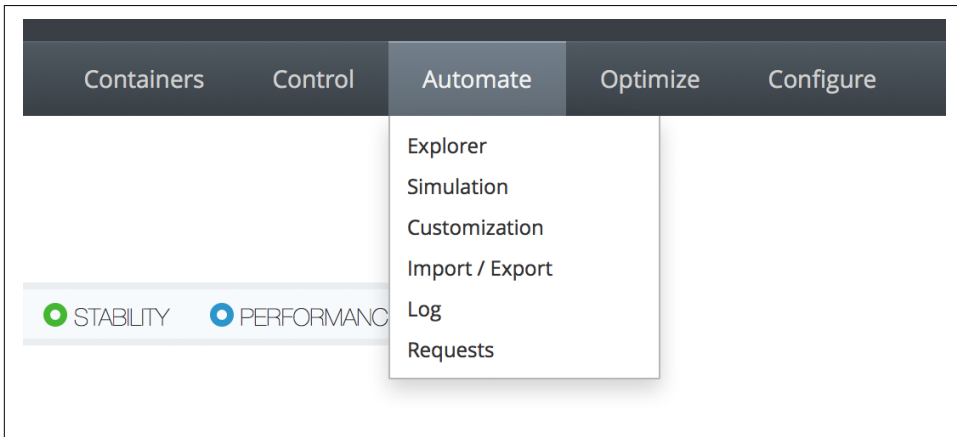 Containers Control Automate Optimize Configure
Explorer
Simulation
Customization
Import / Export
Log
Requests
STABILITY PERFORMANC